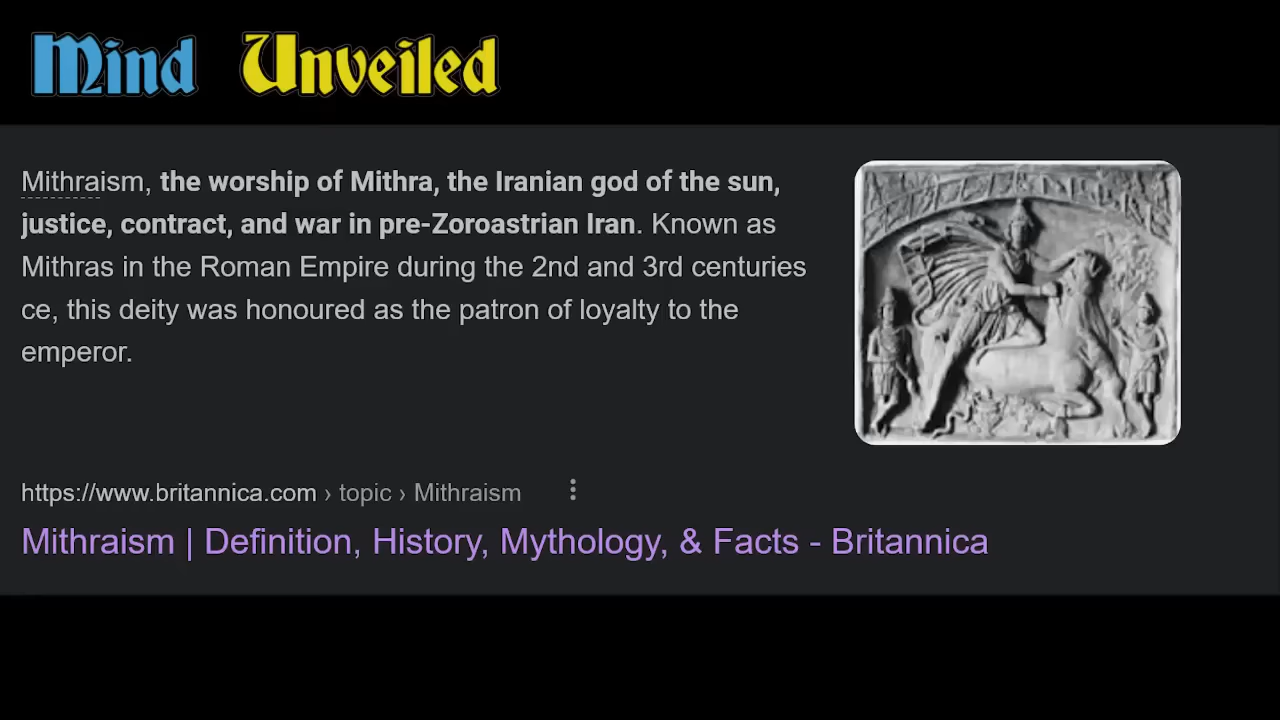 Mind Unveiled
Mithraism, the worship of Mithra, the Iranian god of the sun,
justice, contract, and war in pre-Zoroastrian Iran. Known as
Mithras in the Roman Empire during the 2nd and 3rd centuries
ce, this deity was honoured as the patron of loyalty to the
emperor.
https://www.britannica.com › topic › Mithraism
Mithraism | Definition, History, Mythology, & Facts - Britannica